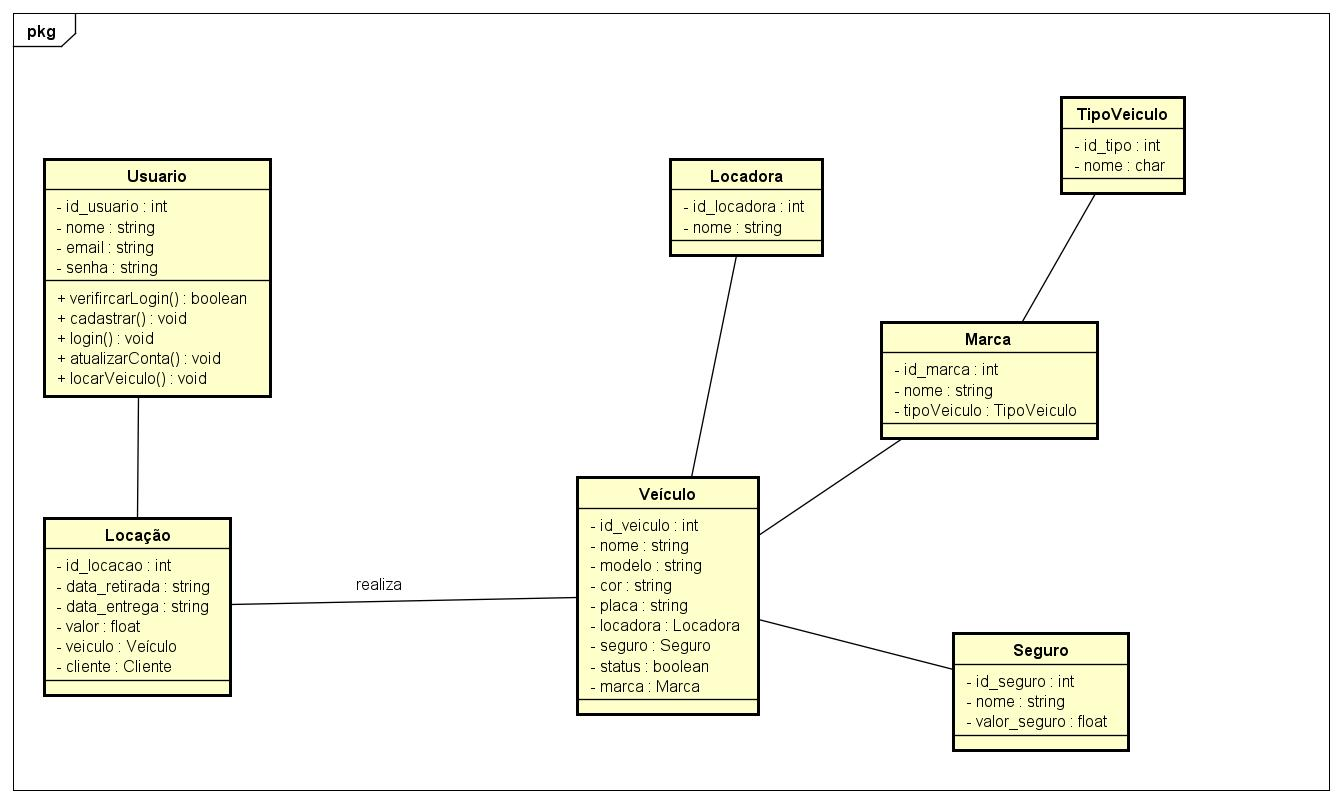 pkg
TipoVeiculo
- id_tipo : int
- nome : char
Usuario
- id_usuario : int
- nome : string
- email : string
- senha : string
+ verifircarLogin() : boolean
+ cadastrar() : void
+ login() : void
+ atualizarConta() : void
+ locarVeiculo() : void
Locadora
- id_locadora : int
- nome : string
Marca
- id_marca : int
- nome : string
- tipoVeiculo : TipoVeiculo
Veículo
- id_veiculo : int
- nome : string
- modelo : string
- cor : string
- placa : string
- locadora : Locadora
- seguro : Seguro
- status : boolean
- marca : Marca
Locação
- id_locacao : int
- data_retirada : string
- data_entrega : string
- valor : float
- veiculo : Veículo
- cliente : Cliente
realiza
Seguro
- id_seguro : int
- nome : string
- valor_seguro : float